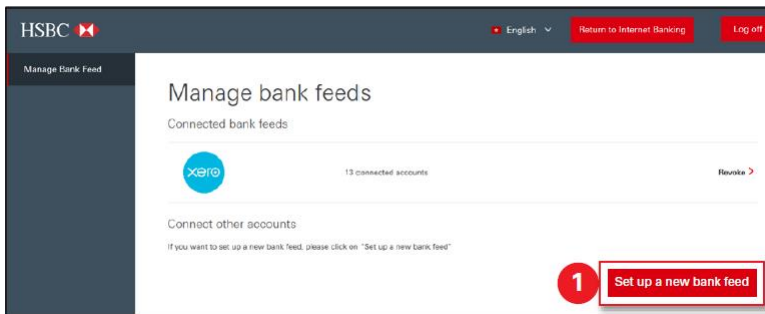 HSBC
English
Return to Internet Banking
Log off
Manage Bank Feed
Manage bank feeds
Connected bank feeds
xero
13 connected accounts
Revoke
Connect other accounts
If you want to set up a new bank feed, please click on "Set up a new bank feed"
1
Set up a new bank feed